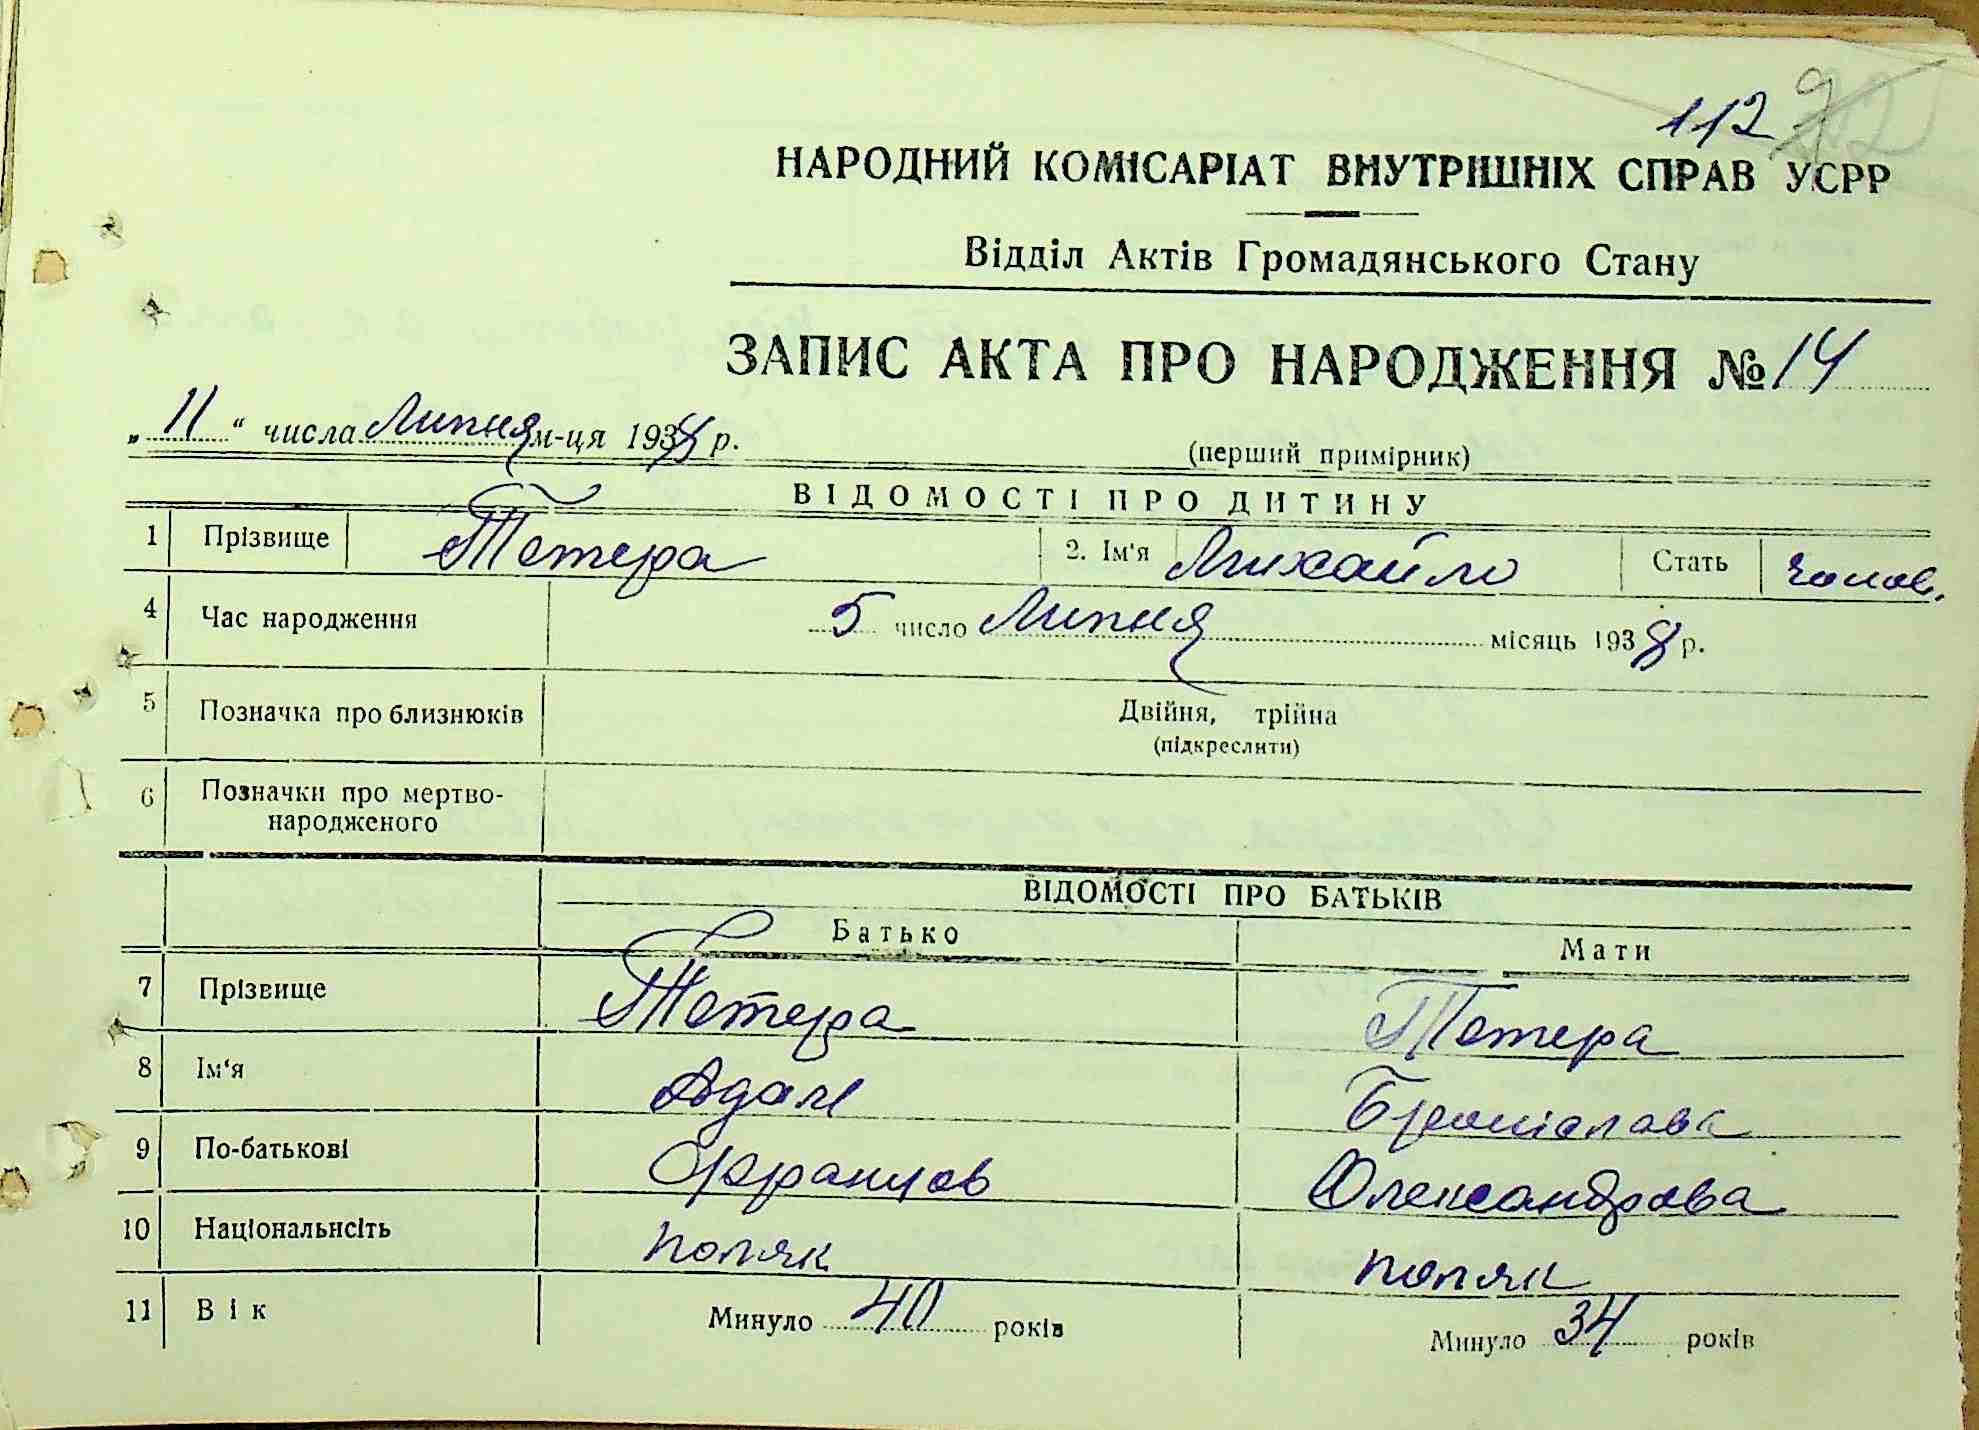 112
НАРОДНИЙ КОМІСАРІАТ ВНУТРІШНІХ СПРАВ УСРР
Відділ Актів Громадянського Стану
ЗАПИС АКТА ПРО НАРОДЖЕННЯ № 14
„ 11 “ числа Липня м-ця 1938 р.
(перший примірник)
ВІДОМОСТІ ПРО ДИТИНУ
1 Прізвище Тетера 2. Ім'я Михайло Стать чолов.
4 Час народження 5 число Липня місяць 1938 р.
5 Позначка про близнюків Двійня, трійна
(підкреслити)
6 Позначки про мертво-
народженого
ВІДОМОСТІ ПРО БАТЬКІВ
Батько Мати
7 Прізвище Тетера Тетера
8 Ім'я Адам Броніслава
9 По-батькові Францов Олександрова
10 Національнсіть поляк поляк
11 Вік Минуло 40 років Минуло 34 років